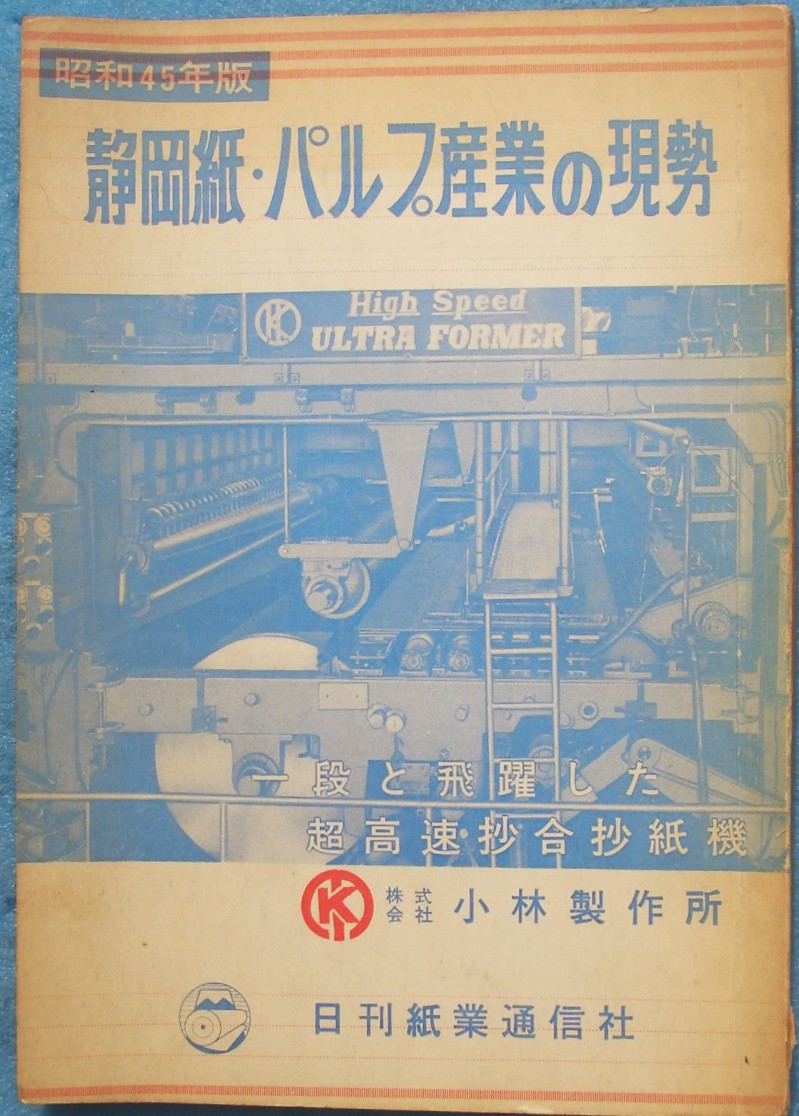 昭和45年版
静岡紙・パルプ産業の現勢
High Speed
ULTRA FORMER
一段と飛躍した
超高速抄合抄紙機
株式会社 小林製作所
日刊紙業通信社